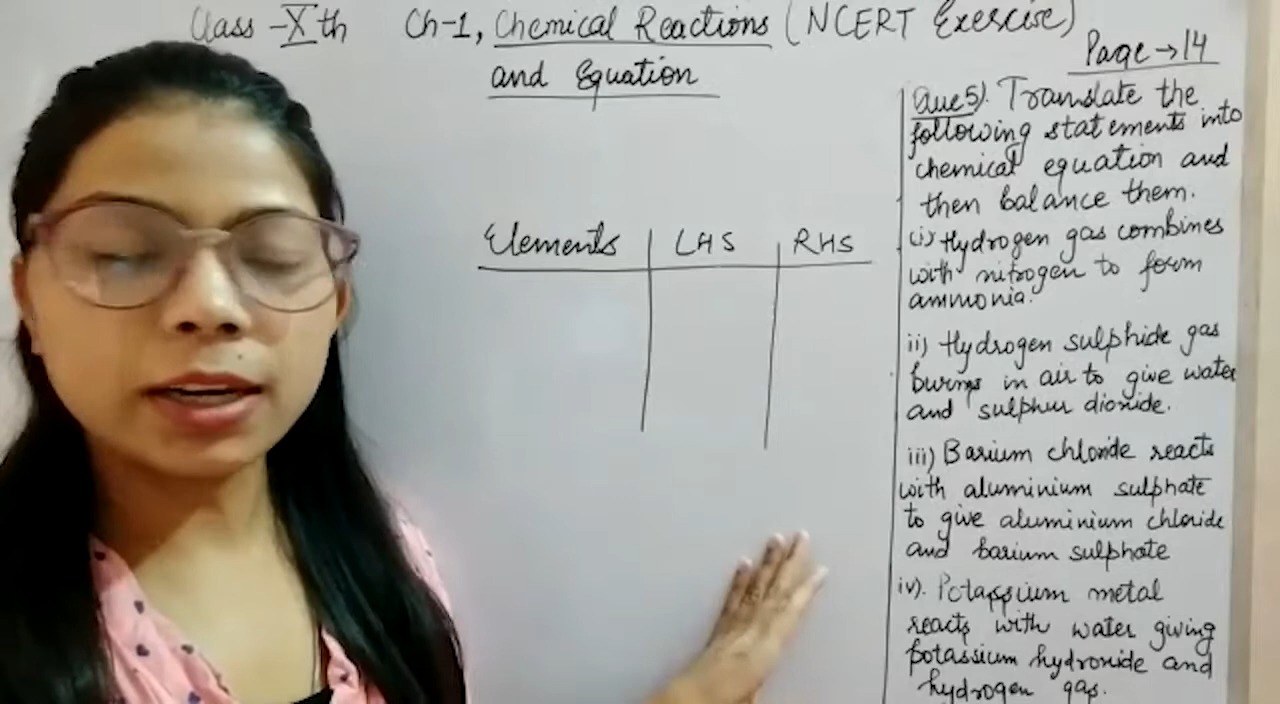 Class -Xth Ch-1, Chemical Reactions (NCERT Exercise)
and Equation
Page → 14
Que5). Translate the
following statements into
chemical equation and
then balance them.
(i) Hydrogen gas combines
with nitrogen to form
ammonia.
ii) Hydrogen sulphide gas
burns in air to give water
and sulphur dioxide.
iii) Barium chloride reacts
with aluminium sulphate
to give aluminium chloride
and barium sulphate
iv). Potassium metal
reacts with water giving
potassium hydroxide and
hydrogen gas.
Elements LHS RHS